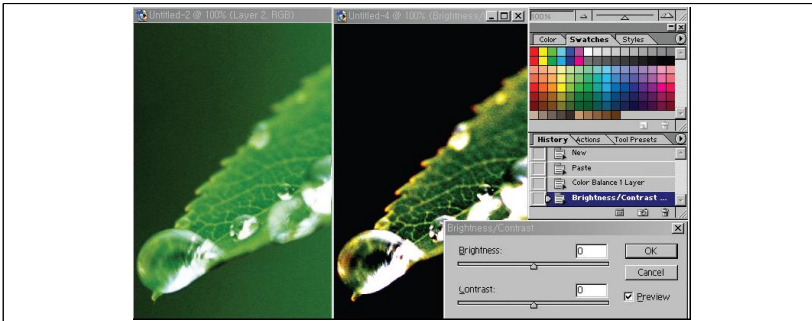 Untitled-2 @ 100% (Layer 2, RGB)
Untitled-4 @ 100% (Brightness/
100%
Color
Swatches
Styles
History
Actions
Tool Presets
New
Paste
Color Balance 1 Layer
Brightness/Contrast ...
Brightness/Contrast
Brightness:
0
OK
Cancel
Contrast:
0
Preview